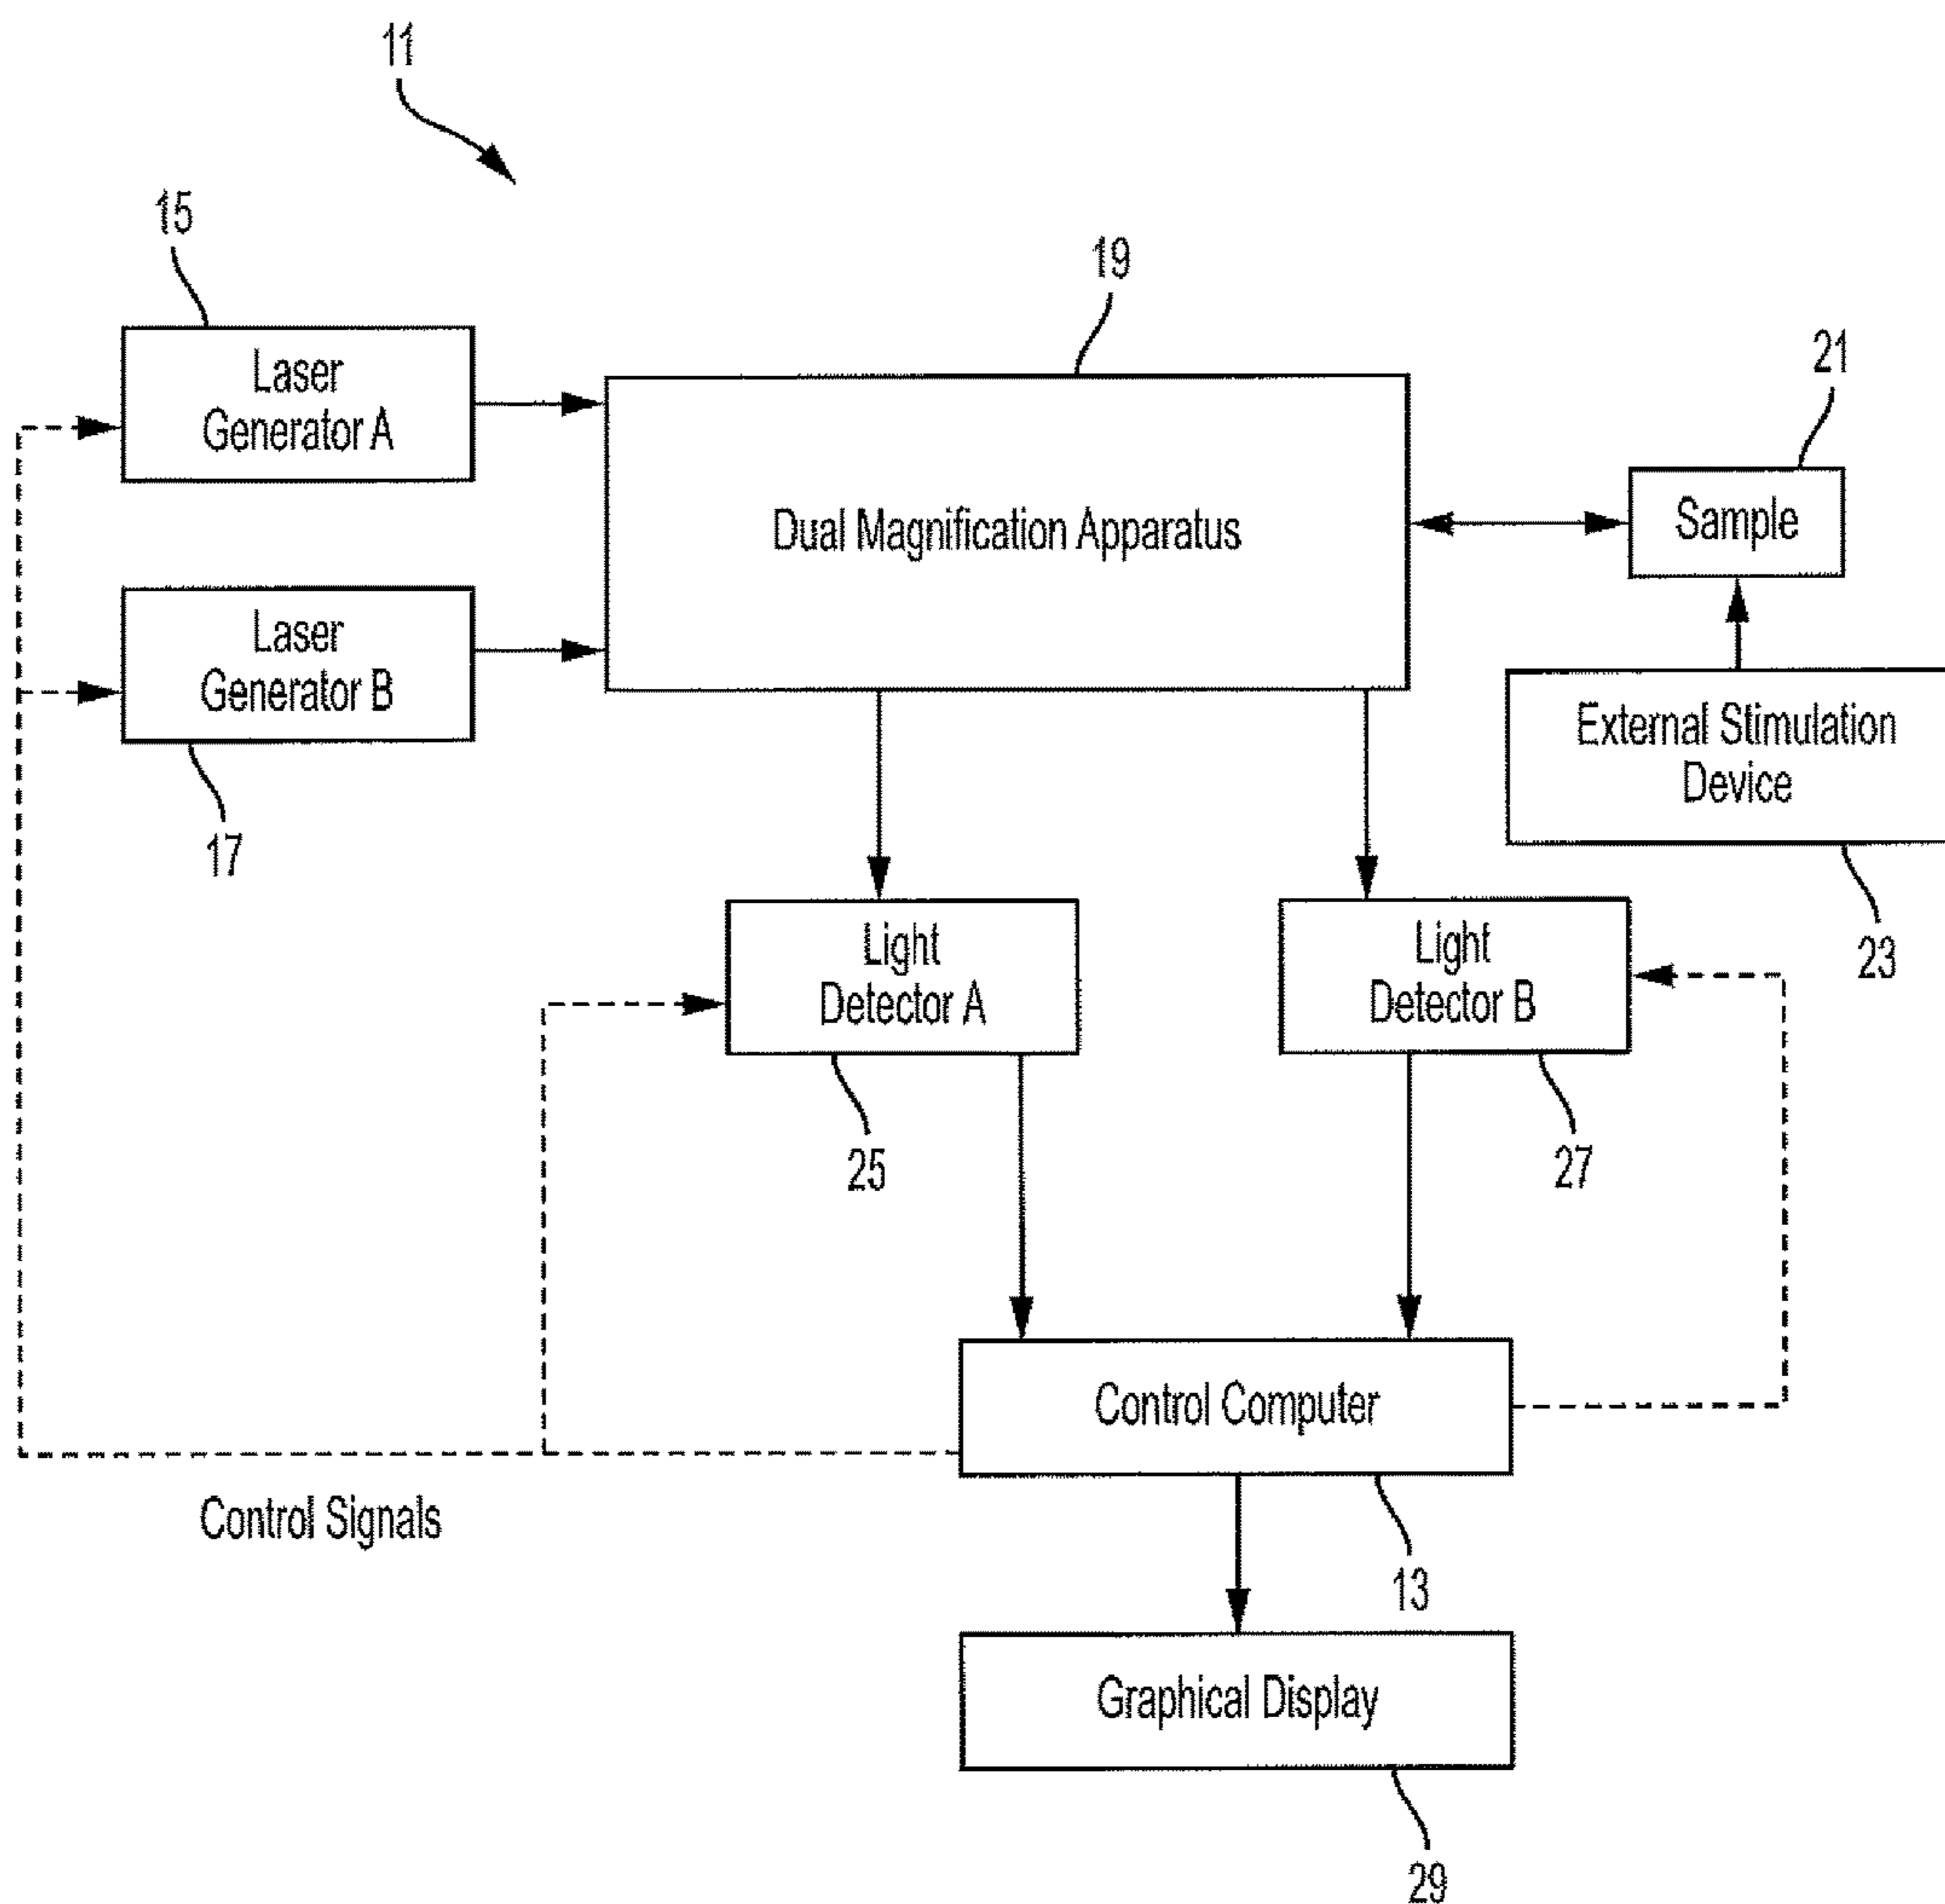 11
15
19
21
Laser
Generator A
Dual Magnification Apparatus
Sample
Laser
Generator B
External Stimulation
Device
17
23
Light
Detector A
Light
Detector B
25
27
Control Computer
Control Signals
13
Graphical Display
29